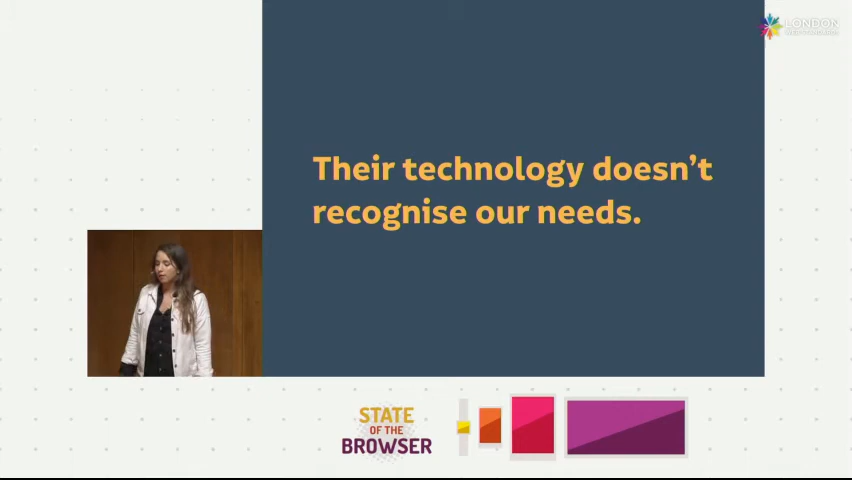 LONDON
Their technology doesn't
recognise our needs.
STATE
OF THE
BROWSER